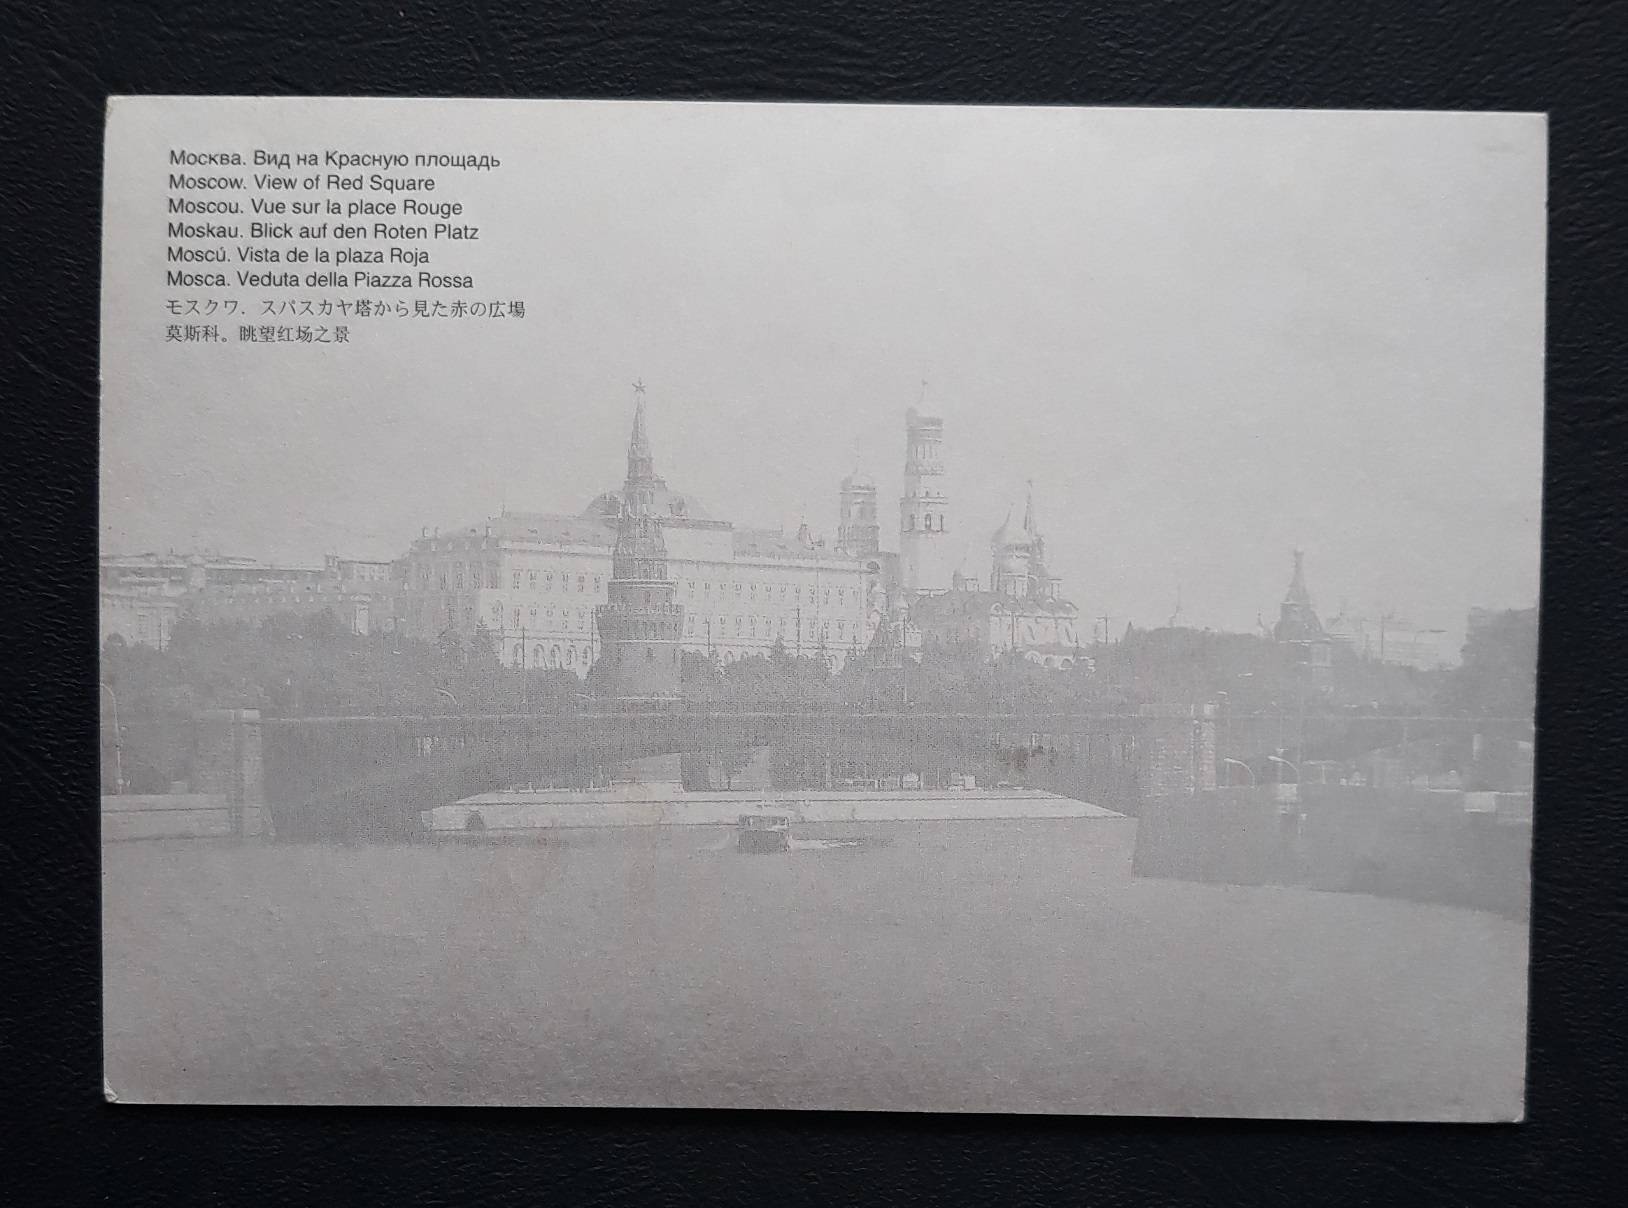 Москва. Вид на Красную площадь
Moscow. View of Red Square
Moscou. Vue sur la place Rouge
Moskau. Blick auf den Roten Platz
Moscú. Vista de la plaza Roja
Mosca. Veduta della Piazza Rossa
モスクワ．スパスカヤ塔から見た赤の広場
莫斯科。眺望红场之景